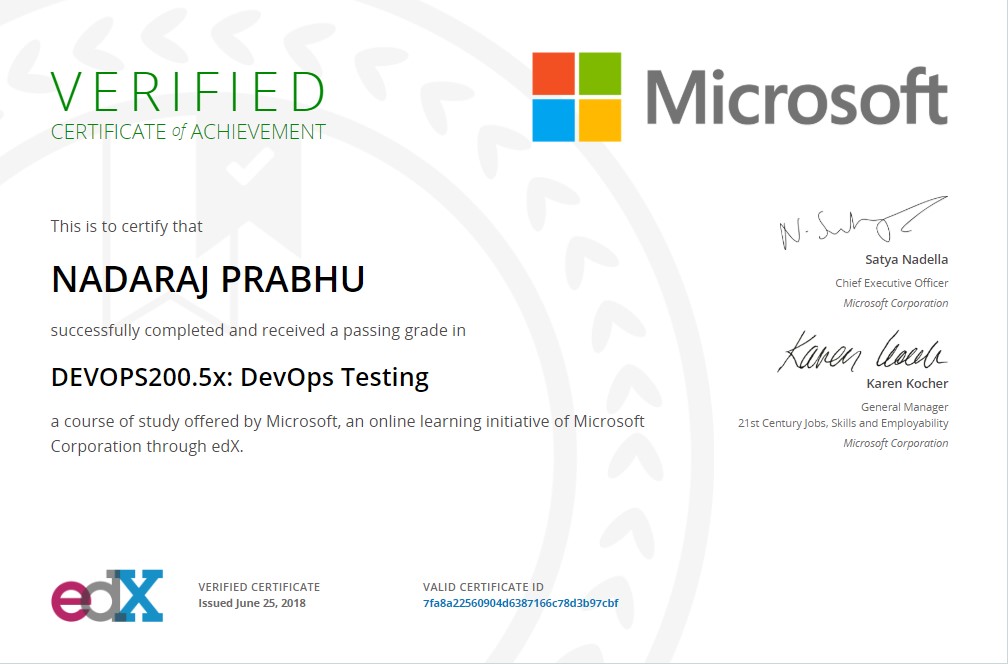 VERIFIED
CERTIFICATE of ACHIEVEMENT
Microsoft
This is to certify that
NADARAJ PRABHU
successfully completed and received a passing grade in
DEVOPS200.5x: DevOps Testing
a course of study offered by Microsoft, an online learning initiative of Microsoft
Corporation through edX.
Satya Nadella
Chief Executive Officer
Microsoft Corporation
Karen Kocher
General Manager
21st Century Jobs, Skills and Employability
Microsoft Corporation
edX
VERIFIED CERTIFICATE
Issued June 25, 2018
VALID CERTIFICATE ID
7fa8a22560904d6387166c78d3b97cbf